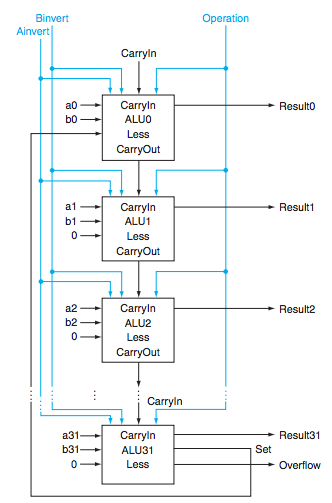 Binvert Operation
Ainvert
CarryIn
a0 CarryIn Result0
b0 ALU0
Less
CarryOut
a1 CarryIn Result1
b1 ALU1
0 Less
CarryOut
a2 CarryIn Result2
b2 ALU2
0 Less
CarryOut
CarryIn
a31 CarryIn Result31
b31 ALU31 Set
0 Less Overflow